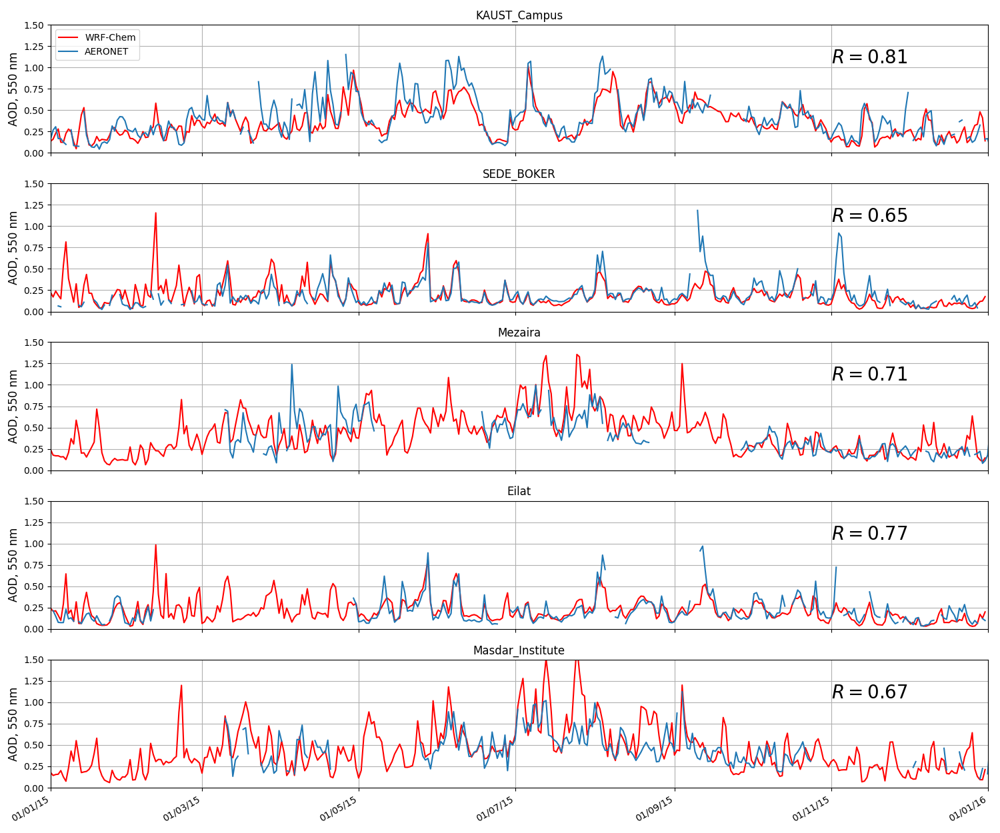 KAUST_Campus
1.50
1.25
1.00
0.75
0.50
0.25
0.00
AOD, 550 nm
WRF-Chem
AERONET
R = 0.81
SEDE_BOKER
1.50
1.25
1.00
0.75
0.50
0.25
0.00
AOD, 550 nm
R = 0.65
Mezaira
1.50
1.25
1.00
0.75
0.50
0.25
0.00
AOD, 550 nm
R = 0.71
Eilat
1.50
1.25
1.00
0.75
0.50
0.25
0.00
AOD, 550 nm
R = 0.77
Masdar_Institute
1.50
1.25
1.00
0.75
0.50
0.25
0.00
AOD, 550 nm
R = 0.67
01/01/15
01/03/15
01/05/15
01/07/15
01/09/15
01/11/15
01/01/16